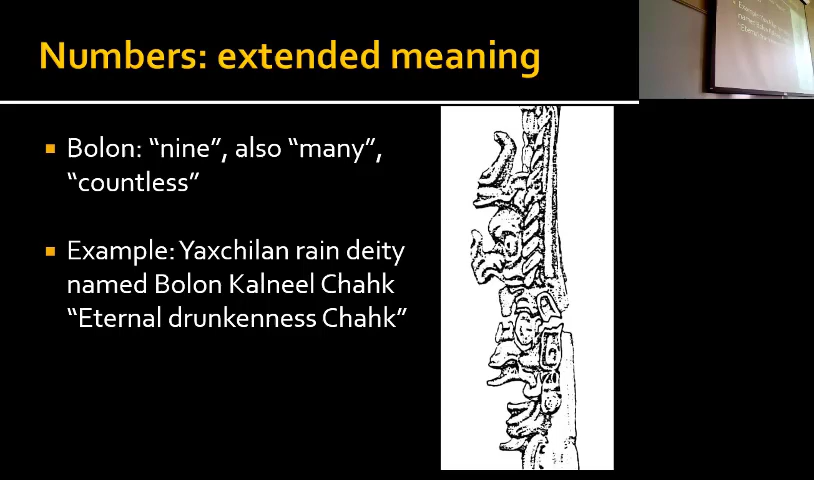 Numbers: extended meaning
Bolon: “nine”, also “many”,
“countless”
Example: Yaxchilan rain deity
named Bolon Kalneel Chahk
“Eternal drunkenness Chahk”